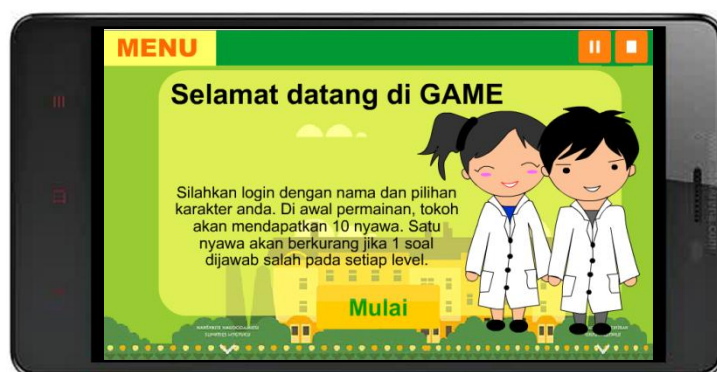 MENU
Selamat datang di GAME
Silahkan login dengan nama dan pilihan
karakter anda. Di awal permainan, tokoh
akan mendapatkan 10 nyawa. Satu
nyawa akan berkurang jika 1 soal
dijawab salah pada setiap level.
Mulai